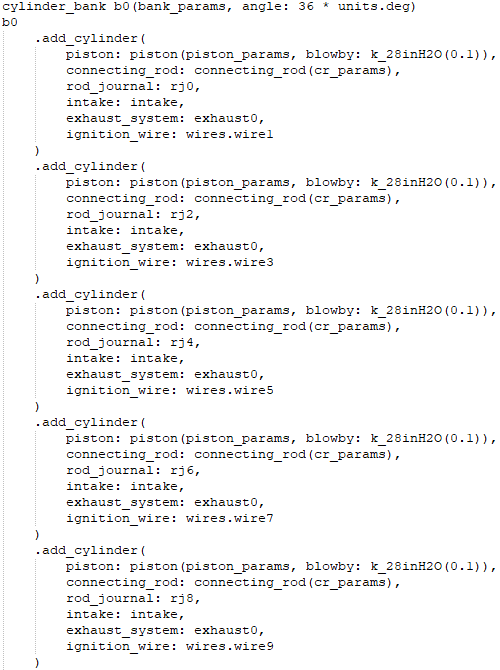 cylinder_bank b0(bank_params, angle: 36 * units.deg)
b0
    .add_cylinder(
        piston: piston(piston_params, blowby: k_28inH2O(0.1)),
        connecting_rod: connecting_rod(cr_params),
        rod_journal: rj0,
        intake: intake,
        exhaust_system: exhaust0,
        ignition_wire: wires.wire1
    )
    .add_cylinder(
        piston: piston(piston_params, blowby: k_28inH2O(0.1)),
        connecting_rod: connecting_rod(cr_params),
        rod_journal: rj2,
        intake: intake,
        exhaust_system: exhaust0,
        ignition_wire: wires.wire3
    )
    .add_cylinder(
        piston: piston(piston_params, blowby: k_28inH2O(0.1)),
        connecting_rod: connecting_rod(cr_params),
        rod_journal: rj4,
        intake: intake,
        exhaust_system: exhaust0,
        ignition_wire: wires.wire5
    )
    .add_cylinder(
        piston: piston(piston_params, blowby: k_28inH2O(0.1)),
        connecting_rod: connecting_rod(cr_params),
        rod_journal: rj6,
        intake: intake,
        exhaust_system: exhaust0,
        ignition_wire: wires.wire7
    )
    .add_cylinder(
        piston: piston(piston_params, blowby: k_28inH2O(0.1)),
        connecting_rod: connecting_rod(cr_params),
        rod_journal: rj8,
        intake: intake,
        exhaust_system: exhaust0,
        ignition_wire: wires.wire9
    )